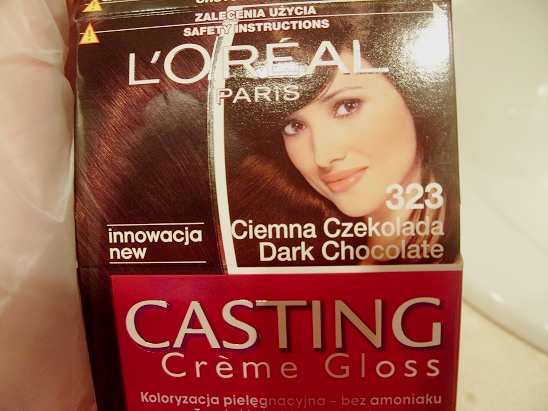 ZALECENIA UŻYCIA
SAFETY INSTRUCTIONS
L'ORÉAL
PARIS
323
Ciemna Czekolada
Dark Chocolate
innowacja
new
CASTING
Crème Gloss
Koloryzacja pielęgnacyjna – bez amoniaku